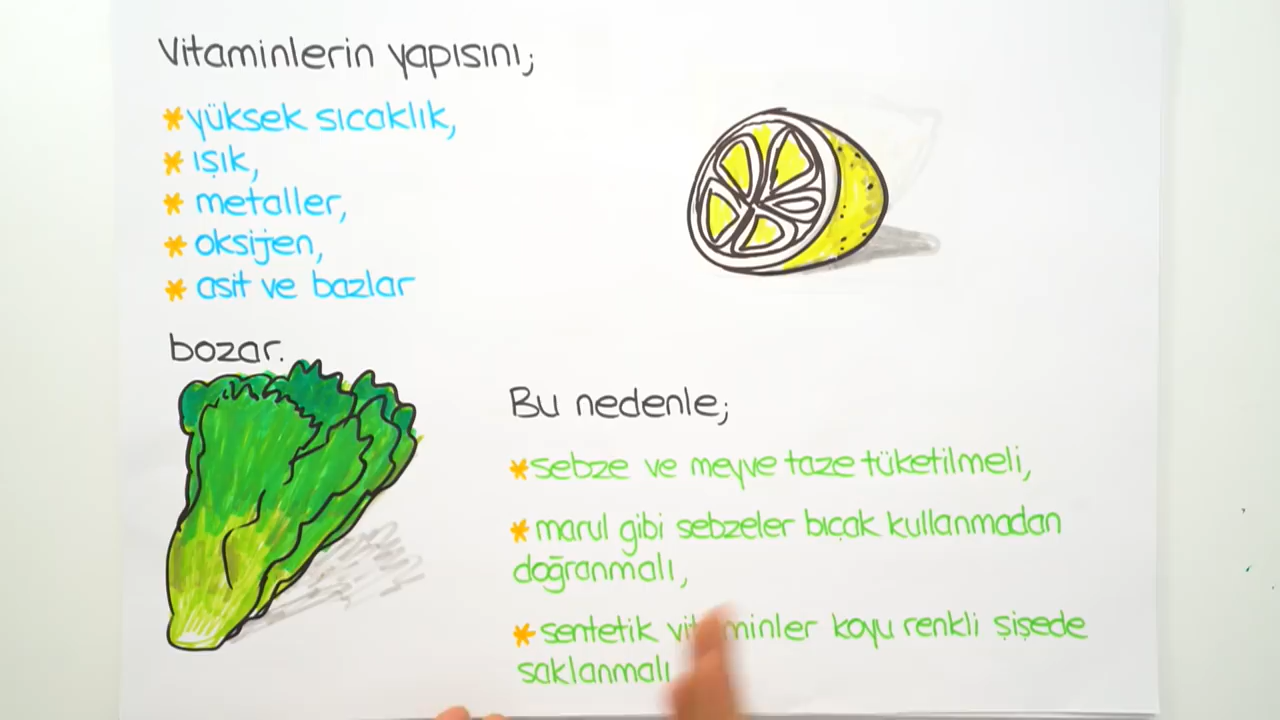 Vitaminlerin yapısını;
*yüksek sıcaklık,
* ışık,
* metaller,
* oksijen,
* asit ve bazlar
bozar.
Bu nedenle;
*sebze ve meyve taze tüketilmeli,
*marul gibi sebzeler bıçak kullanmadan
doğranmalı,
*sentetik vitaminler koyu renkli şişede
saklanmalı